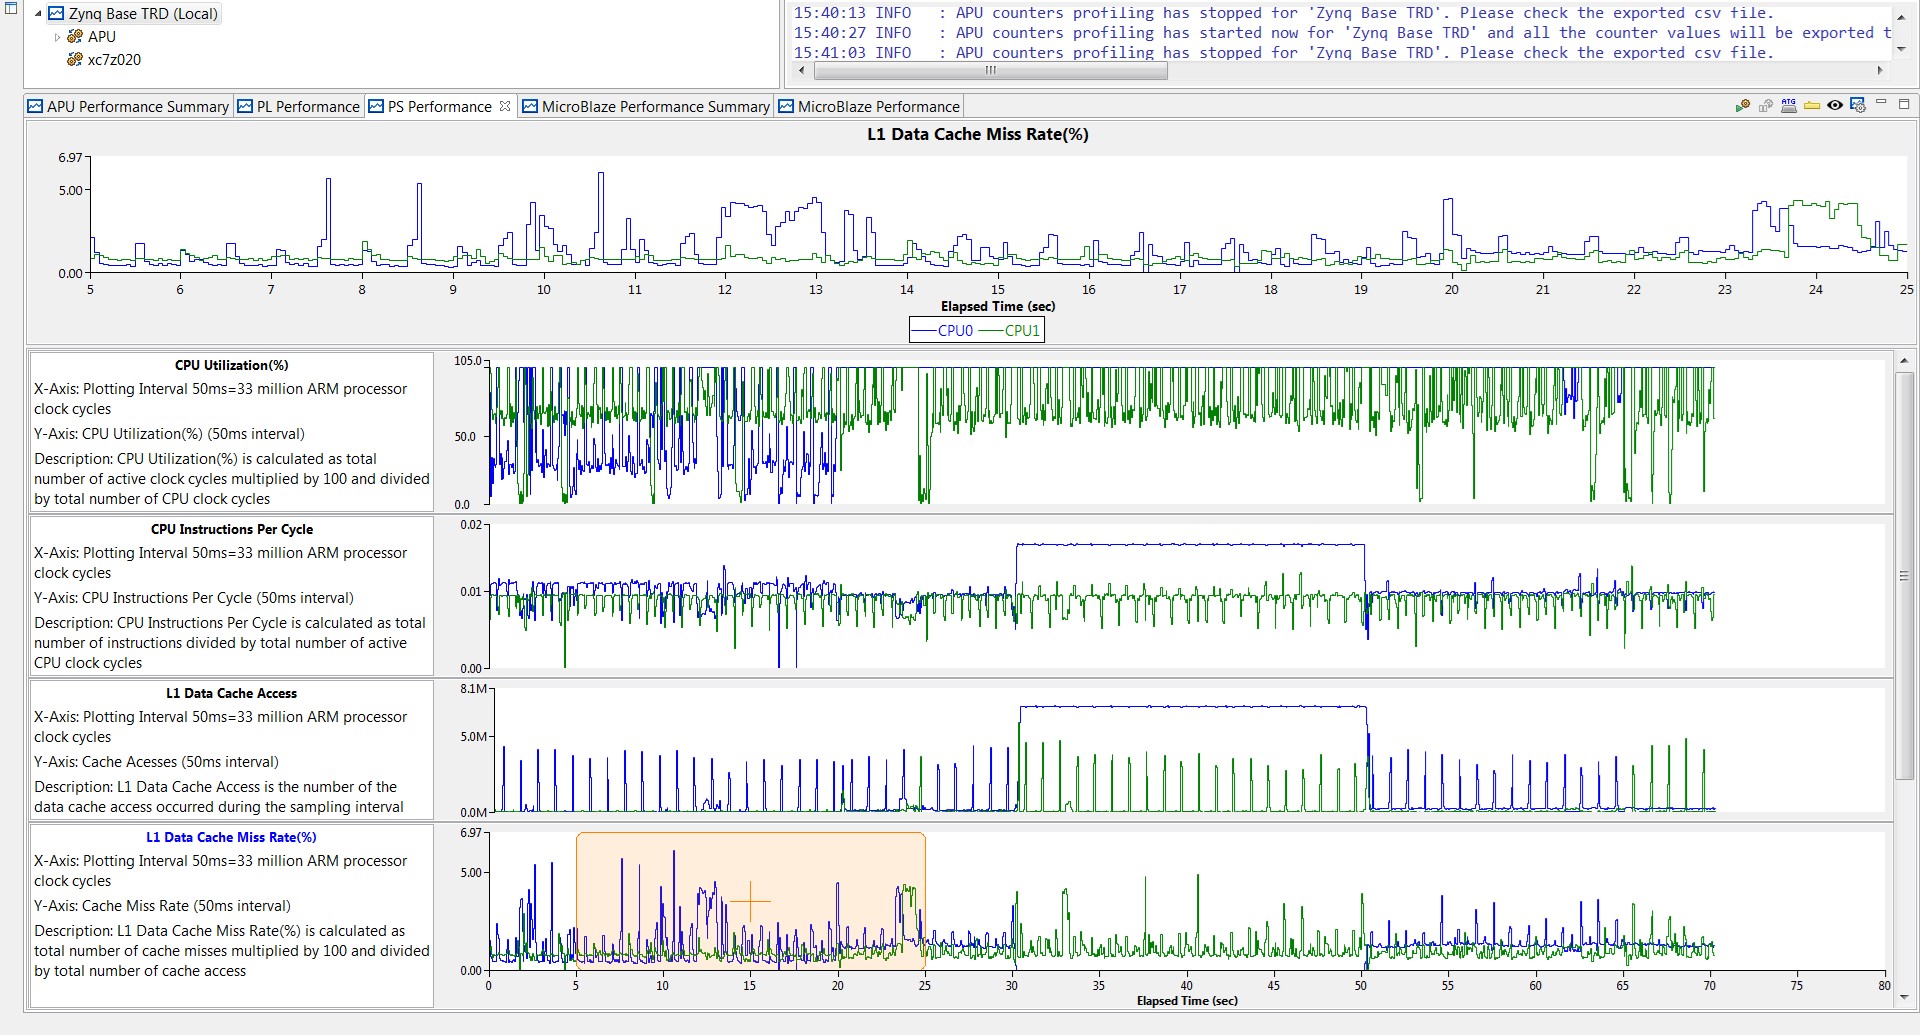 Zynq Base TRD (Local)
APU
xc7z020
15:40:13 INFO : APU counters profiling has stopped for 'Zynq Base TRD'. Please check the exported csv file.
15:40:27 INFO : APU counters profiling has started now for 'Zynq Base TRD' and all the counter values will be exported t
15:41:03 INFO : APU counters profiling has stopped for 'Zynq Base TRD'. Please check the exported csv file.
APU Performance Summary PL Performance PS Performance MicroBlaze Performance Summary MicroBlaze Performance
ATG
L1 Data Cache Miss Rate(%)
6.97
5.00
0.00
5 6 7 8 9 10 11 12 13 14 15 16 17 18 19 20 21 22 23 24 25
Elapsed Time (sec)
CPU0 CPU1
CPU Utilization(%)
X-Axis: Plotting Interval 50ms=33 million ARM processor
clock cycles
Y-Axis: CPU Utilization(%) (50ms interval)
Description: CPU Utilization(%) is calculated as total
number of active clock cycles multiplied by 100 and divided
by total number of CPU clock cycles
105.0
50.0
0.0
CPU Instructions Per Cycle
X-Axis: Plotting Interval 50ms=33 million ARM processor
clock cycles
Y-Axis: CPU Instructions Per Cycle (50ms interval)
Description: CPU Instructions Per Cycle is calculated as total
number of instructions divided by total number of active
CPU clock cycles
0.02
0.01
0.00
L1 Data Cache Access
X-Axis: Plotting Interval 50ms=33 million ARM processor
clock cycles
Y-Axis: Cache Acesses (50ms interval)
Description: L1 Data Cache Access is the number of the
data cache access occurred during the sampling interval
8.1M
5.0M
0.0M
L1 Data Cache Miss Rate(%)
X-Axis: Plotting Interval 50ms=33 million ARM processor
clock cycles
Y-Axis: Cache Miss Rate (50ms interval)
Description: L1 Data Cache Miss Rate(%) is calculated as
total number of cache misses multiplied by 100 and divided
by total number of cache access
6.97
5.00
0.00
0 5 10 15 20 25 30 35 40 45 50 55 60 65 70 75 80
Elapsed Time (sec)